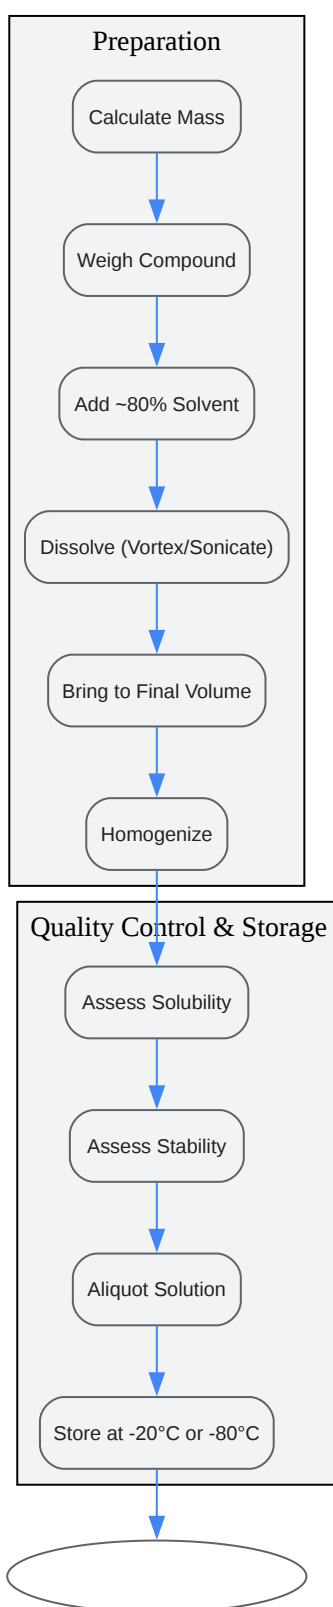 Preparation
Calculate Mass
Weigh Compound
Add ~80% Solvent
Dissolve (Vortex/Sonicate)
Bring to Final Volume
Homogenize
Quality Control & Storage
Assess Solubility
Assess Stability
Aliquot Solution
Store at -20°C or -80°C